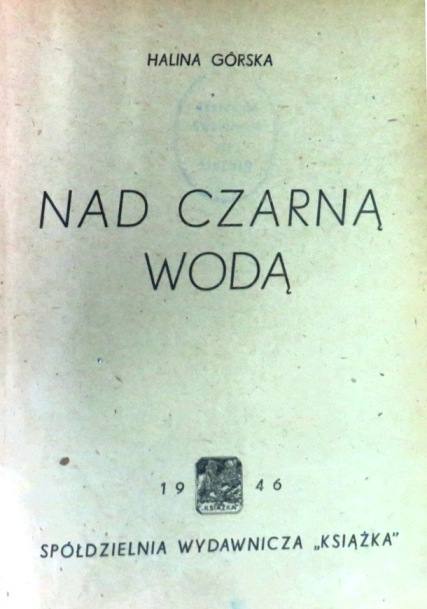 HALINA GÓRSKA
NAD CZARNĄ
WODĄ
19 46
„KSIĄŻKA”
SPÓŁDZIELNIA WYDAWNICZA „KSIĄŻKA”